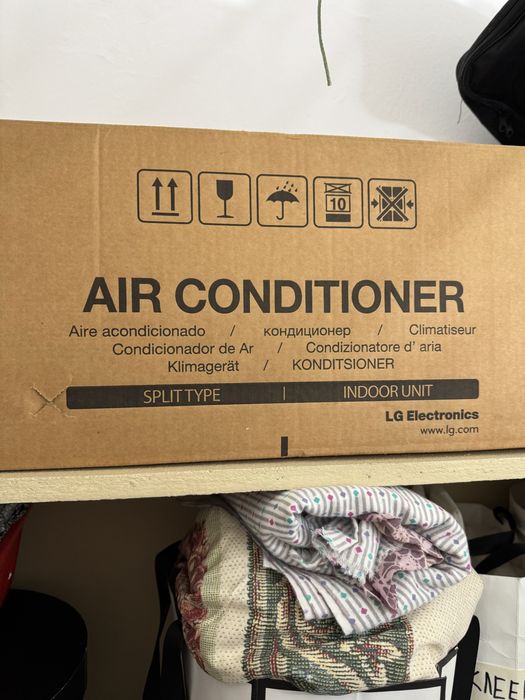 10
AIR CONDITIONER
Aire acondicionado / кондиционер / Climatiseur
Condicionador de Ar / Condizionatore d' aria
Klimagerät / KONDITSIONER
SPLIT TYPE | INDOOR UNIT
LG Electronics
www.lg.com